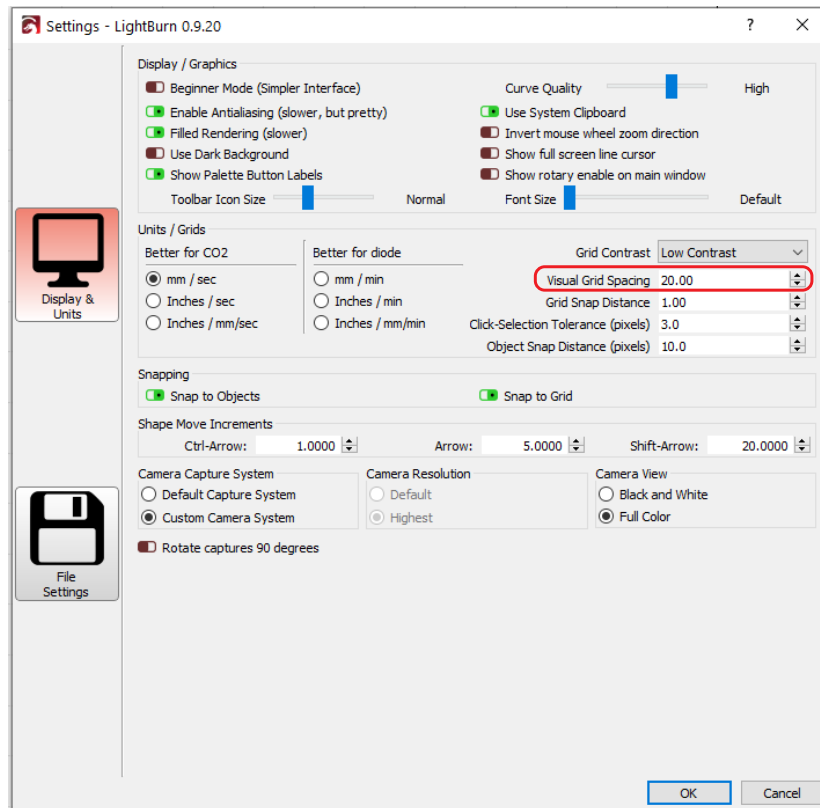 Settings - LightBurn 0.9.20 ? X
Display / Graphics
Beginner Mode (Simpler Interface) Curve Quality High
Enable Antialiasing (slower, but pretty) Use System Clipboard
Filled Rendering (slower) Invert mouse wheel zoom direction
Use Dark Background Show full screen line cursor
Show Palette Button Labels Show rotary enable on main window
Toolbar Icon Size Normal Font Size Default
Units / Grids
Better for CO2 Better for diode Grid Contrast Low Contrast
mm / sec mm / min Visual Grid Spacing 20.00
Inches / sec Inches / min Grid Snap Distance 1.00
Inches / mm/sec Inches / mm/min Click-Selection Tolerance (pixels) 3.0
Object Snap Distance (pixels) 10.0
Display &
Units
Snapping
Snap to Objects Snap to Grid
Shape Move Increments
Ctrl-Arrow: 1.0000 Arrow: 5.0000 Shift-Arrow: 20.0000
Camera Capture System Camera Resolution Camera View
Default Capture System Default Black and White
Custom Camera System Highest Full Color
Rotate captures 90 degrees
File
Settings
OK Cancel